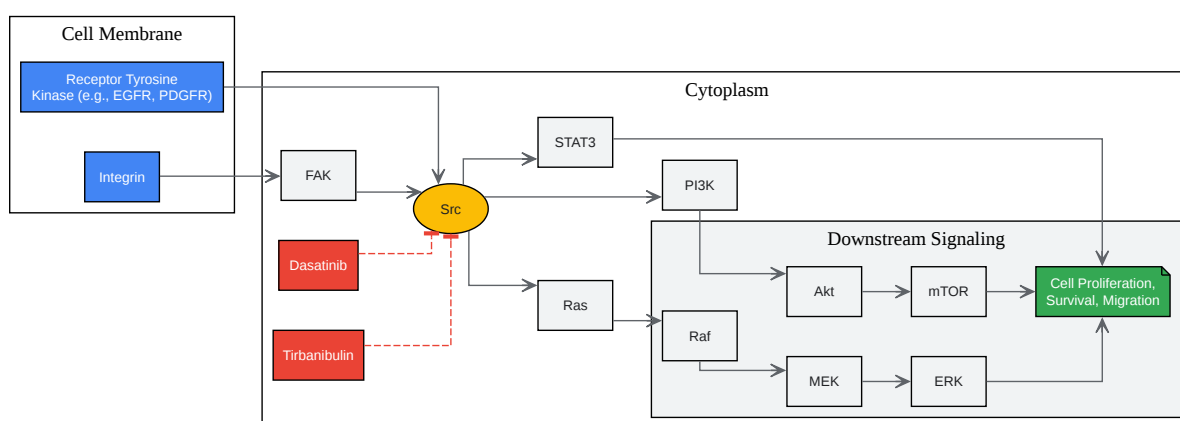 Cell Membrane
Receptor Tyrosine
Kinase (e.g., EGFR, PDGFR)
Integrin
Cytoplasm
FAK
Src
STAT3
PI3K
Dasatinib
Tirbanibulin
Ras
Downstream Signaling
Akt
mTOR
Cell Proliferation,
Survival, Migration
Raf
MEK
ERK